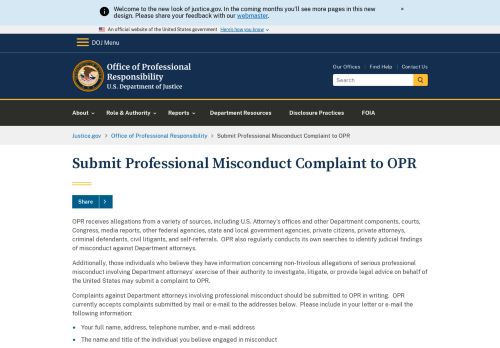 Welcome to the new look of justice.gov. In the coming months you'll see more pages in this new
design. Please share your feedback with our webmaster.
×
An official website of the United States government Here's how you know
DOJ Menu
Office of Professional
Responsibility
U.S. Department of Justice
Our Offices Find Help Contact Us
Search
About Role & Authority Reports Department Resources Disclosure Practices FOIA
Justice.gov > Office of Professional Responsibility > Submit Professional Misconduct Complaint to OPR
Submit Professional Misconduct Complaint to OPR
Share >
OPR receives allegations from a variety of sources, including U.S. Attorney's offices and other Department components, courts,
Congress, media reports, other federal agencies, state and local government agencies, private citizens, private attorneys,
criminal defendants, civil litigants, and self-referrals. OPR also regularly conducts its own searches to identify judicial findings
of misconduct against Department attorneys.
Additionally, those individuals who believe they have information concerning non-frivolous allegations of serious professional
misconduct involving Department attorneys' exercise of their authority to investigate, litigate, or provide legal advice on behalf of
the United States may submit a complaint to OPR.
Complaints against Department attorneys involving professional misconduct should be submitted to OPR in writing. OPR
currently accepts complaints submitted by mail or e-mail to the addresses below. Please include in your letter or e-mail the
following information:
• Your full name, address, telephone number, and e-mail address
• The name and title of the individual you believe engaged in misconduct